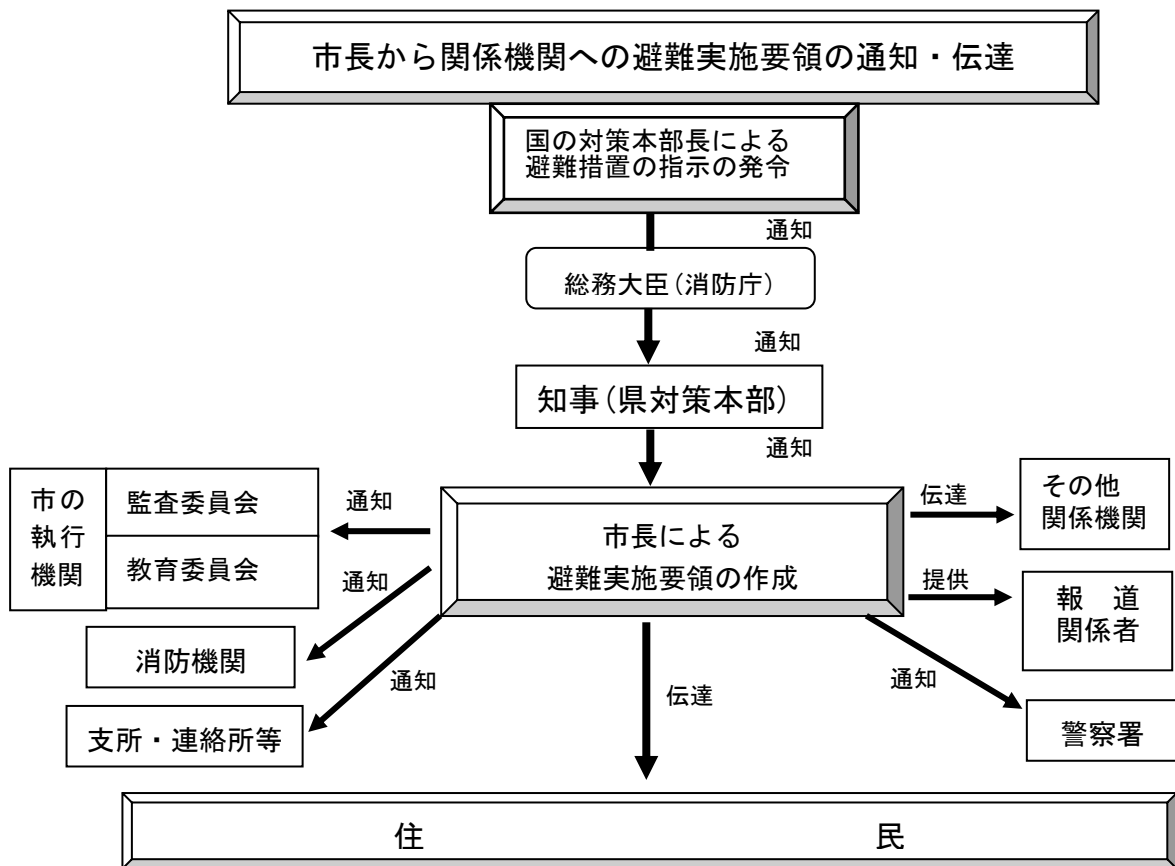 市長から関係機関への避難実施要領の通知・伝達
国の対策本部長による
避難措置の指示の発令
通知
総務大臣（消防庁）
通知
知事（県対策本部）
通知
市の
執行
機関
監査委員会
教育委員会
通知
通知
市長による
避難実施要領の作成
伝達
その他
関係機関
提供
報　道
関係者
消防機関
通知
伝達
通知
支所・連絡所等
警察署
住　　　　　民